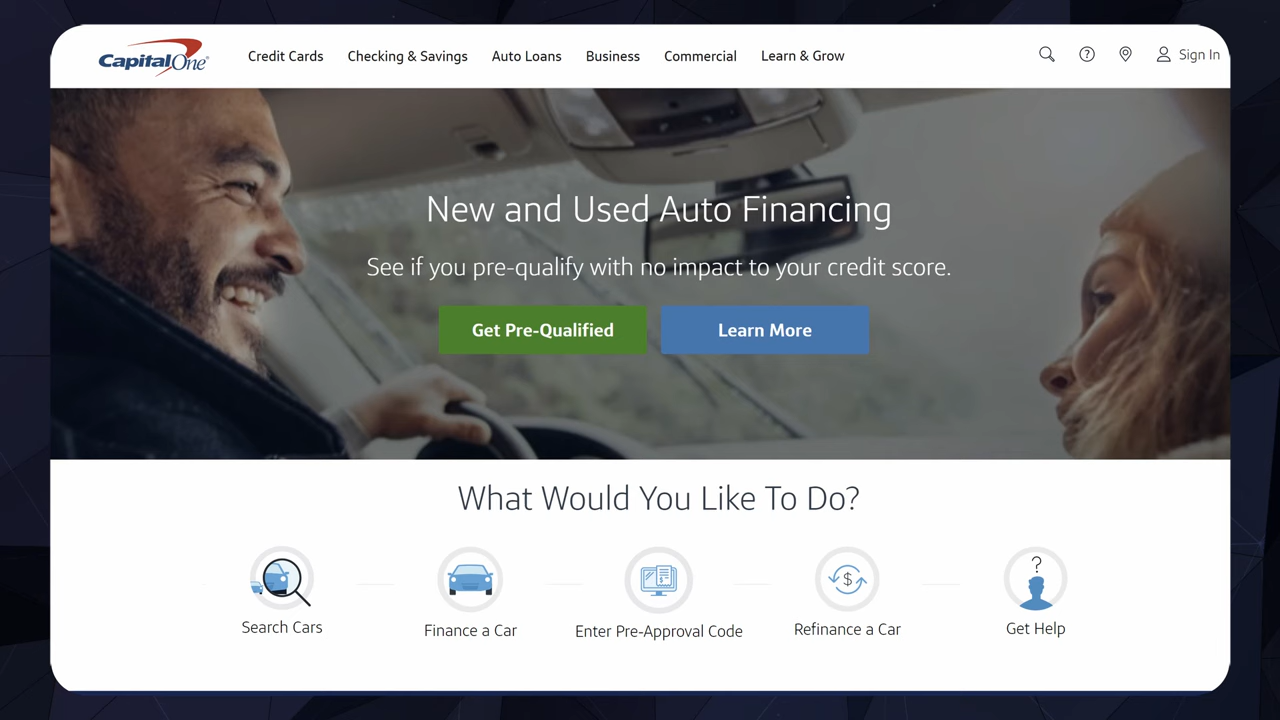 CapitalOne
Credit Cards
Checking & Savings
Auto Loans
Business
Commercial
Learn & Grow
Sign In
New and Used Auto Financing
See if you pre-qualify with no impact to your credit score.
Get Pre-Qualified
Learn More
What Would You Like To Do?
Search Cars
Finance a Car
Enter Pre-Approval Code
Refinance a Car
Get Help